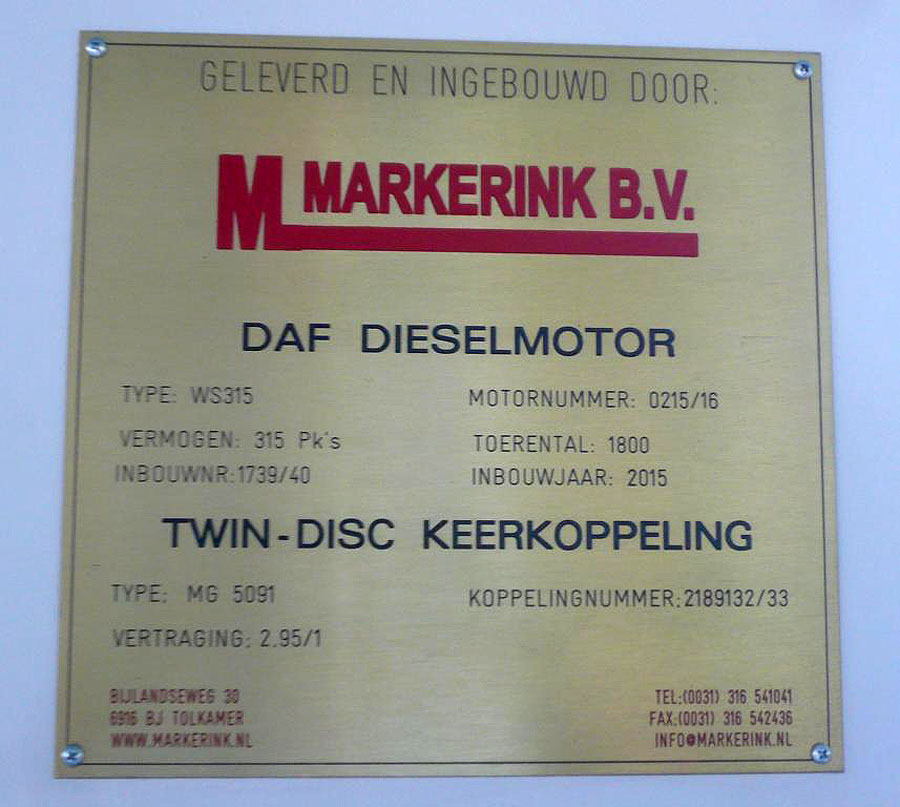 GELEVERD EN INGEBOUWD DOOR:
M MARKERINK B.V.
DAF DIESELMOTOR
TYPE: WS315 MOTORNUMMER: 0215/16
VERMOGEN: 315 Pk's TOERENTAL: 1800
INBOUWNR:1739/40 INBOUWJAAR: 2015
TWIN-DISC KEERKOPPELING
TYPE: MG 5091 KOPPELINGNUMMER:2189132/33
VERTRAGING: 2.95/1
BIJLANDSEWEG 30 TEL:(0031) 316 541041
6916 BJ TOLKAMER FAX:(0031) 316 542436
WWW.MARKERINK.NL INFO@MARKERINK.NL